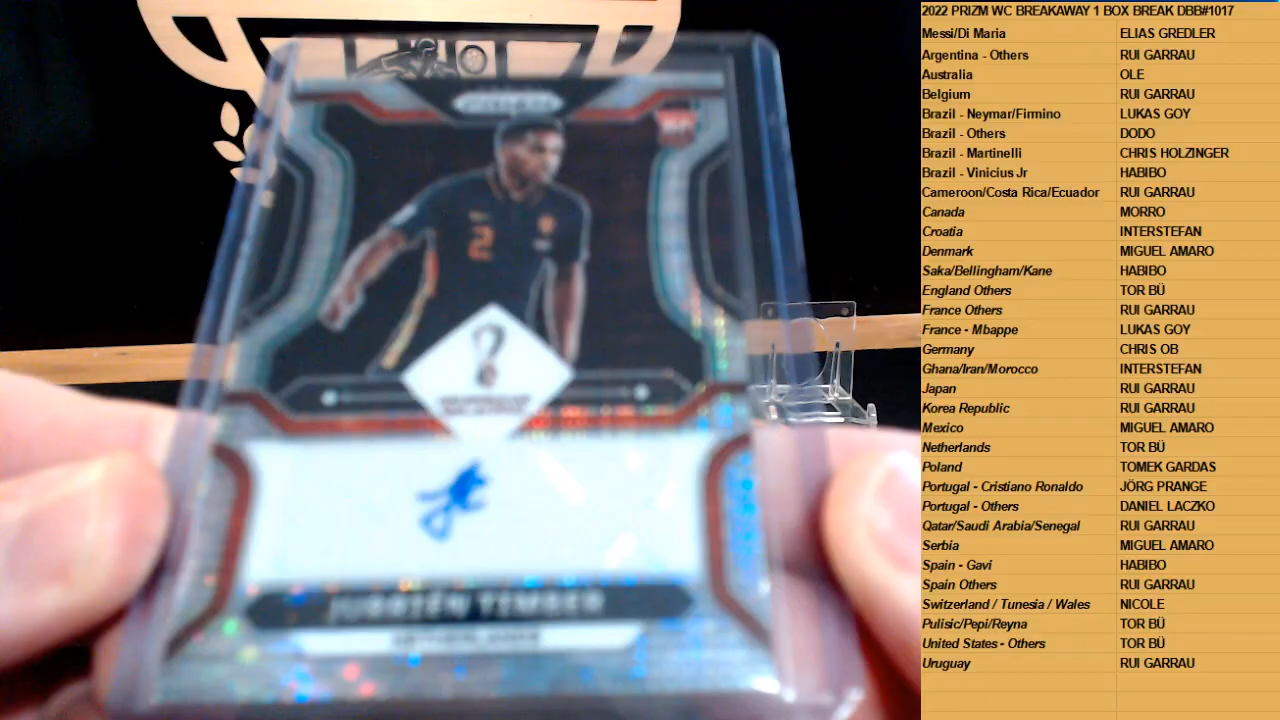 PRIZM
2
JURRIËN TIMBER
NETHERLANDS
2022 PRIZM WC BREAKAWAY 1 BOX BREAK DBB#1017
Messi/Di Maria ELIAS GREDLER
Argentina - Others RUI GARRAU
Australia OLE
Belgium RUI GARRAU
Brazil - Neymar/Firmino LUKAS GOY
Brazil - Others DODO
Brazil - Martinelli CHRIS HOLZINGER
Brazil - Vinicius Jr HABIBO
Cameroon/Costa Rica/Ecuador RUI GARRAU
Canada MORRO
Croatia INTERSTEFAN
Denmark MIGUEL AMARO
Saka/Bellingham/Kane HABIBO
England Others TOR BÜ
France Others RUI GARRAU
France - Mbappe LUKAS GOY
Germany CHRIS OB
Ghana/Iran/Morocco INTERSTEFAN
Japan RUI GARRAU
Korea Republic RUI GARRAU
Mexico MIGUEL AMARO
Netherlands TOR BÜ
Poland TOMEK GARDAS
Portugal - Cristiano Ronaldo JÖRG PRANGE
Portugal - Others DANIEL LACZKO
Qatar/Saudi Arabia/Senegal RUI GARRAU
Serbia MIGUEL AMARO
Spain - Gavi HABIBO
Spain Others RUI GARRAU
Switzerland / Tunesia / Wales NICOLE
Pulisic/Pepi/Reyna TOR BÜ
United States - Others TOR BÜ
Uruguay RUI GARRAU